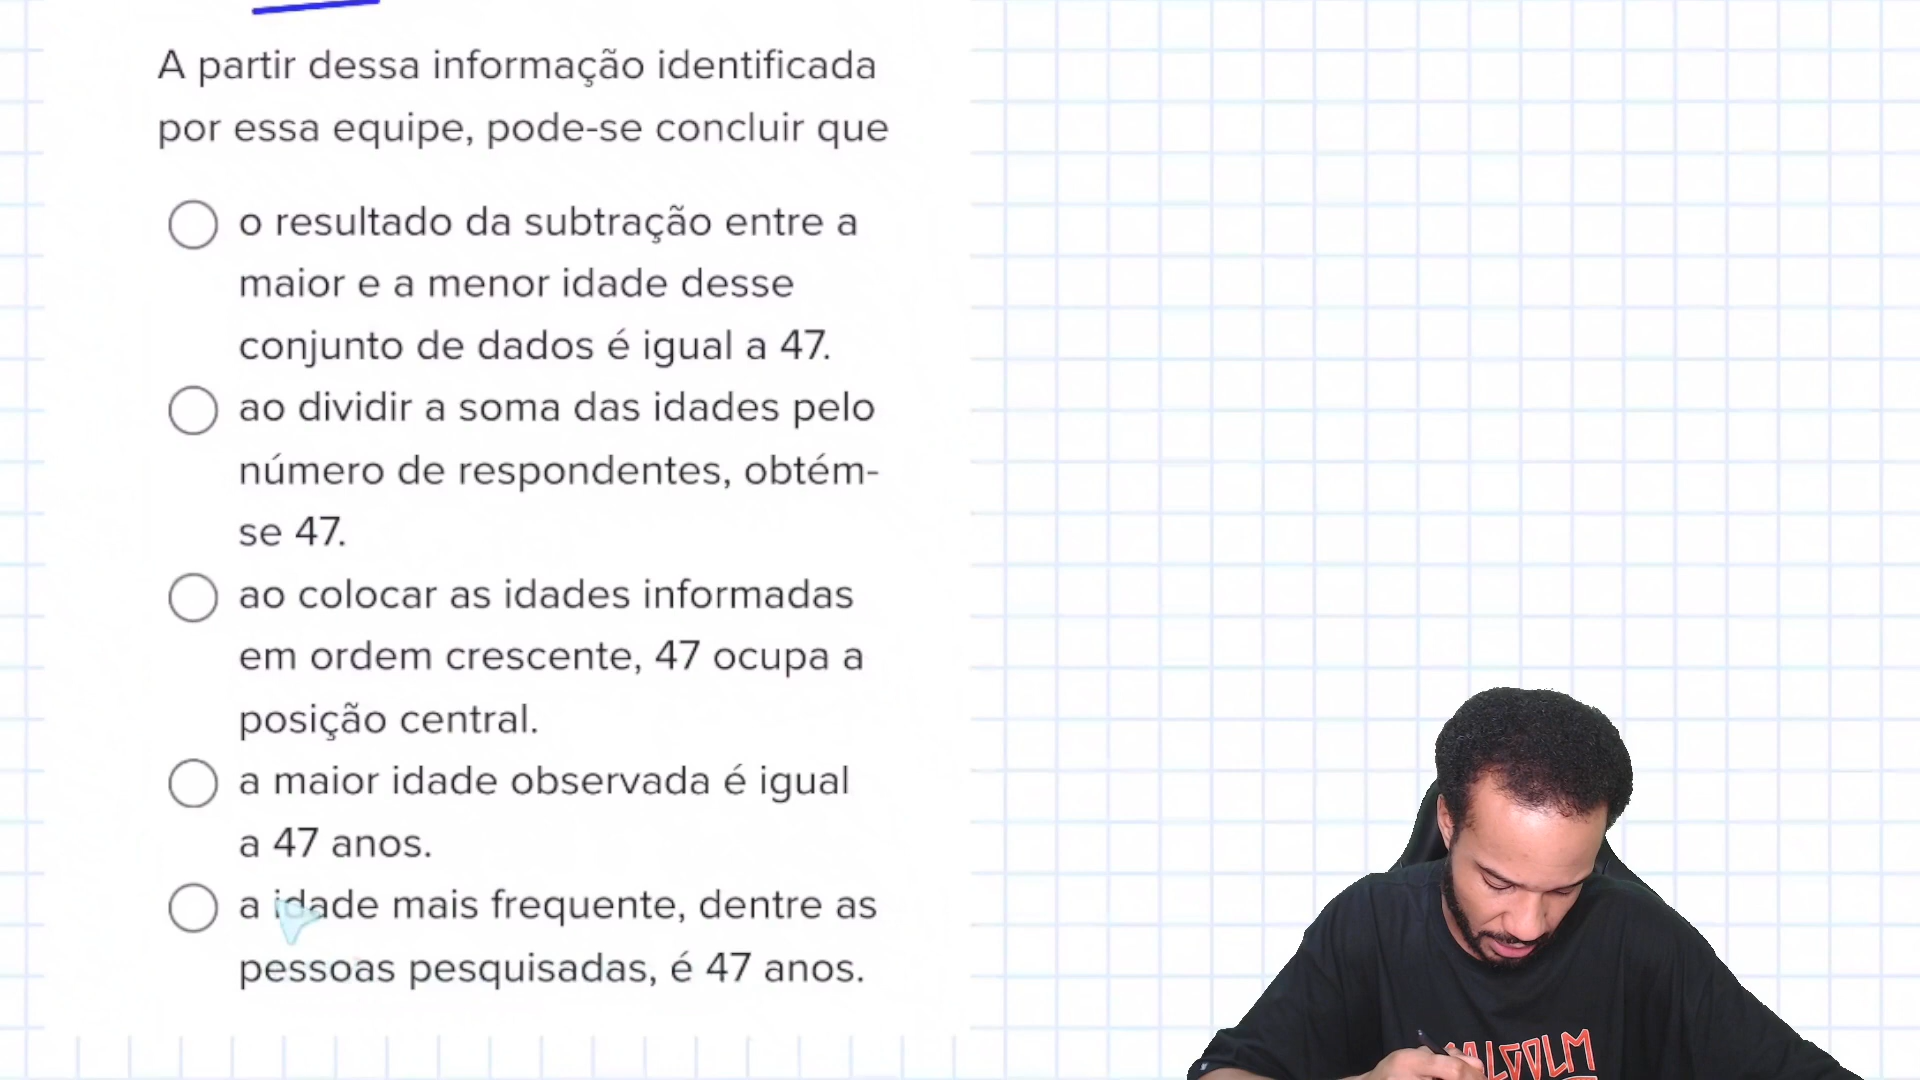 A partir dessa informação identificada
por essa equipe, pode-se concluir que
o resultado da subtração entre a
maior e a menor idade desse
conjunto de dados é igual a 47.
ao dividir a soma das idades pelo
número de respondentes, obtém-
se 47.
ao colocar as idades informadas
em ordem crescente, 47 ocupa a
posição central.
a maior idade observada é igual
a 47 anos.
a idade mais frequente, dentre as
pessoas pesquisadas, é 47 anos.
MALCOLM